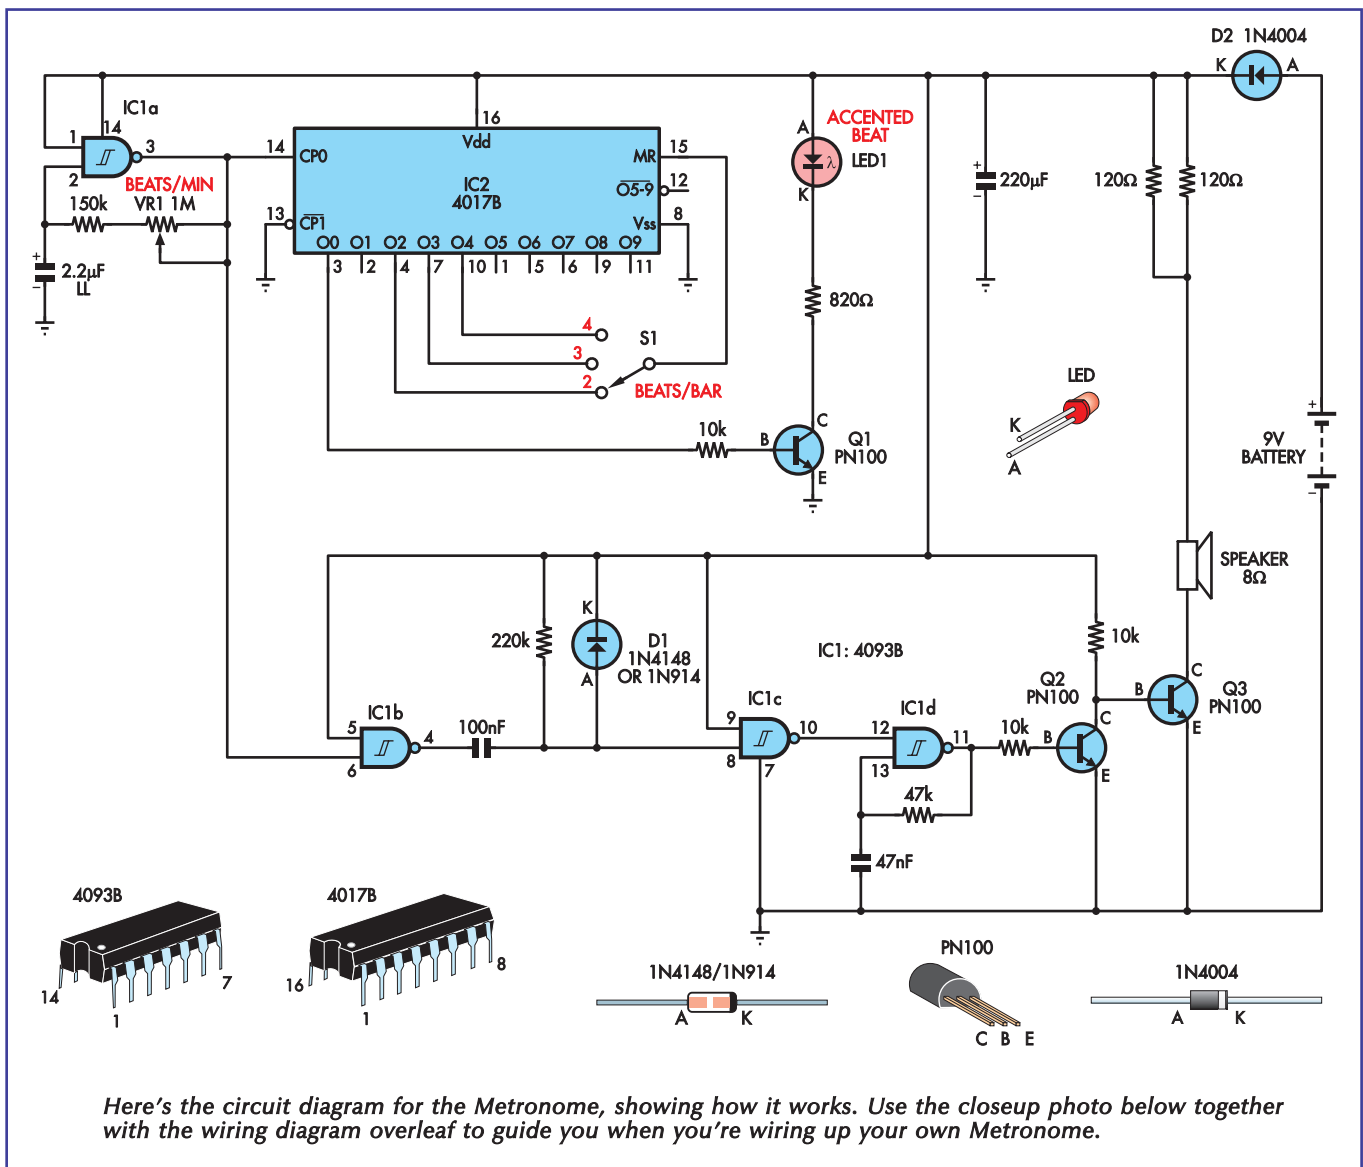 D2 1N4004
K
A
IC1a
14
1
3
2
BEATS/MIN
150k
VR1 1M
+
2.2µF
LL
−
16
Vdd
14
CP0
MR
15
IC2
4017B
O5-9
12
13
CP1
Vss
8
O0 O1 O2 O3 O4 O5 O6 O7 O8 O9
3 2 4 7 10 1 5 6 9 11
4
3
2
S1
BEATS/BAR
ACCENTED
BEAT
A
LED1
λ
K
820Ω
10k
B
C
Q1
PN100
E
+
220µF
−
120Ω
120Ω
LED
K
A
+
9V
BATTERY
−
SPEAKER
8Ω
220k
K
D1
1N4148
OR 1N914
A
IC1: 4093B
10k
IC1b
5
4
6
100nF
IC1c
9
10
8
7
IC1d
12
11
13
10k
47k
47nF
Q2
PN100
B
C
E
B
C
Q3
PN100
E
4093B
14
7
1
4017B
16
8
1
1N4148/1N914
A
K
PN100
C B E
1N4004
A
K
Here's the circuit diagram for the Metronome, showing how it works. Use the closeup photo below together
with the wiring diagram overleaf to guide you when you're wiring up your own Metronome.